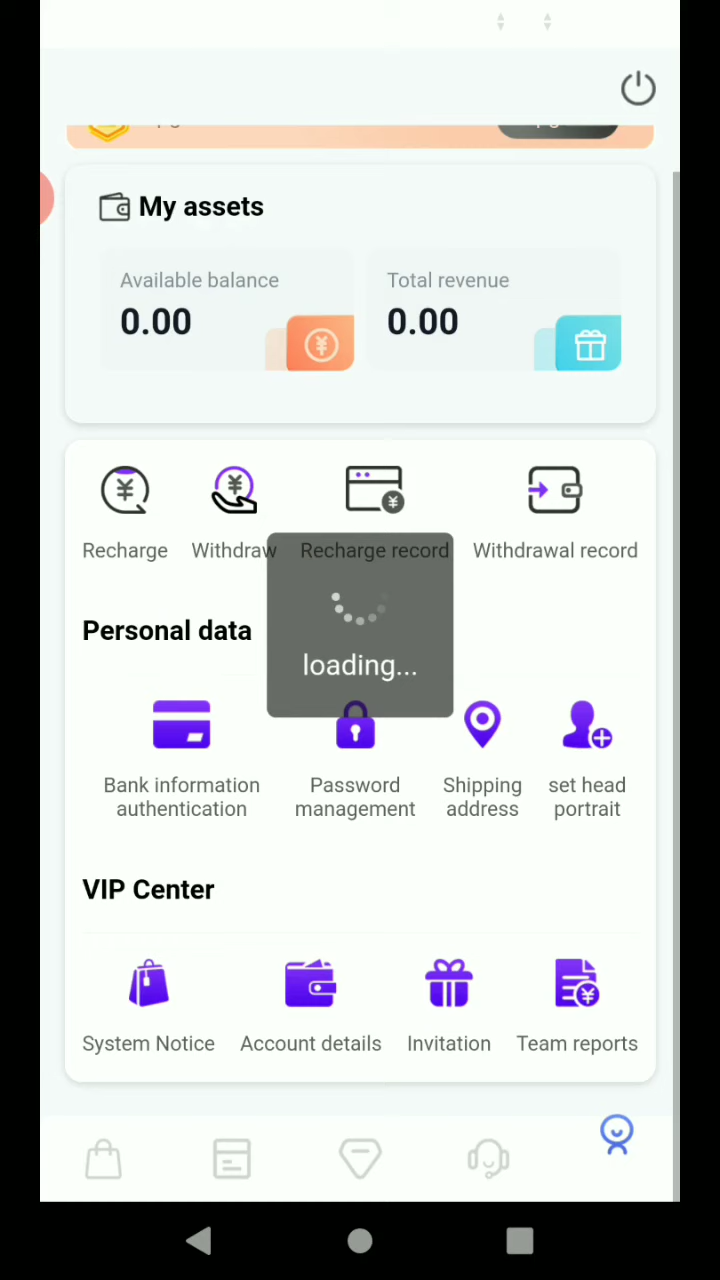 My assets
Available balance
Total revenue
0.00
0.00
Recharge
Withdraw
Recharge record
Withdrawal record
loading...
Personal data
Bank information
authentication
Password
management
Shipping
address
set head
portrait
VIP Center
System Notice
Account details
Invitation
Team reports